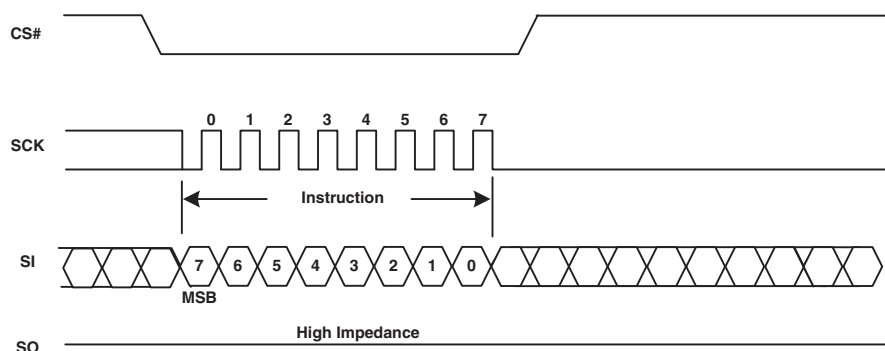 CS#
0 1 2 3 4 5 6 7
SCK
Instruction
SI
7 6 5 4 3 2 1 0
MSB
High Impedance
SO